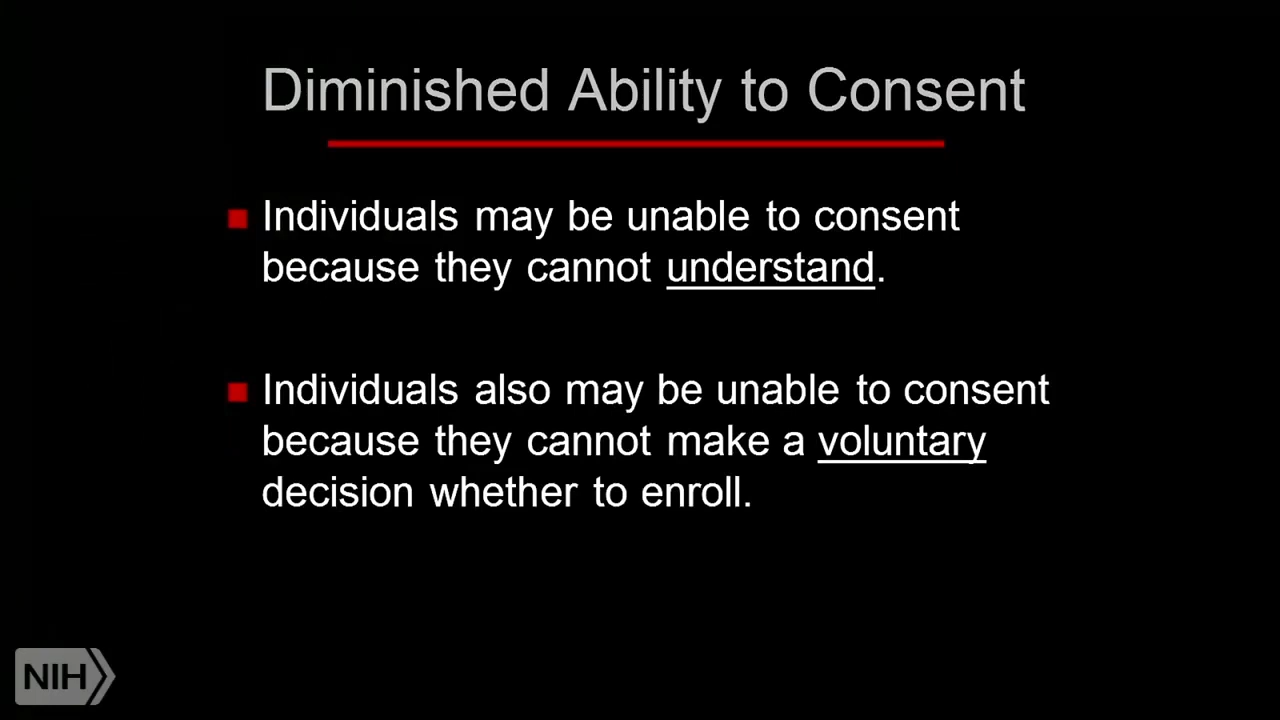 Diminished Ability to Consent
Individuals may be unable to consent
because they cannot understand.
Individuals also may be unable to consent
because they cannot make a voluntary
decision whether to enroll.
NIH